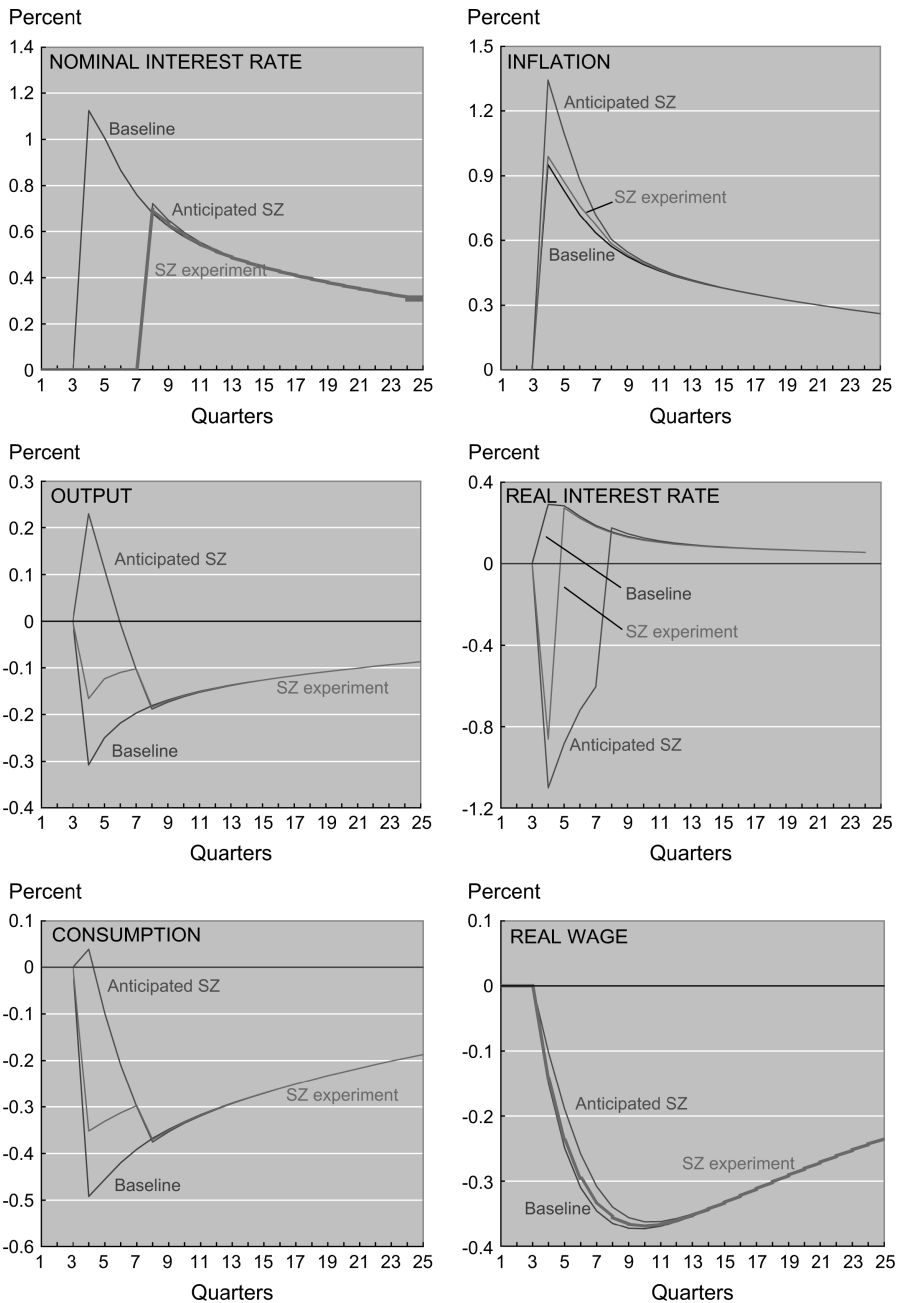 Percent
NOMINAL INTEREST RATE
1.4
1.2
1
0.8
0.6
0.4
0.2
0
Baseline
Anticipated SZ
SZ experiment
1 3 5 7 9 11 13 15 17 19 21 23 25
Quarters
Percent
INFLATION
1.5
1.2
0.9
0.6
0.3
0
Anticipated SZ
SZ experiment
Baseline
1 3 5 7 9 11 13 15 17 19 21 23 25
Quarters
Percent
OUTPUT
0.3
0.2
0.1
0
-0.1
-0.2
-0.3
-0.4
Anticipated SZ
SZ experiment
Baseline
1 3 5 7 9 11 13 15 17 19 21 23 25
Quarters
Percent
REAL INTEREST RATE
0.4
0
-0.4
-0.8
-1.2
Baseline
SZ experiment
Anticipated SZ
1 3 5 7 9 11 13 15 17 19 21 23 25
Quarters
Percent
CONSUMPTION
0.1
0
-0.1
-0.2
-0.3
-0.4
-0.5
-0.6
Anticipated SZ
SZ experiment
Baseline
1 3 5 7 9 11 13 15 17 19 21 23 25
Quarters
Percent
REAL WAGE
0.1
0
-0.1
-0.2
-0.3
-0.4
Anticipated SZ
SZ experiment
Baseline
1 3 5 7 9 11 13 15 17 19 21 23 25
Quarters